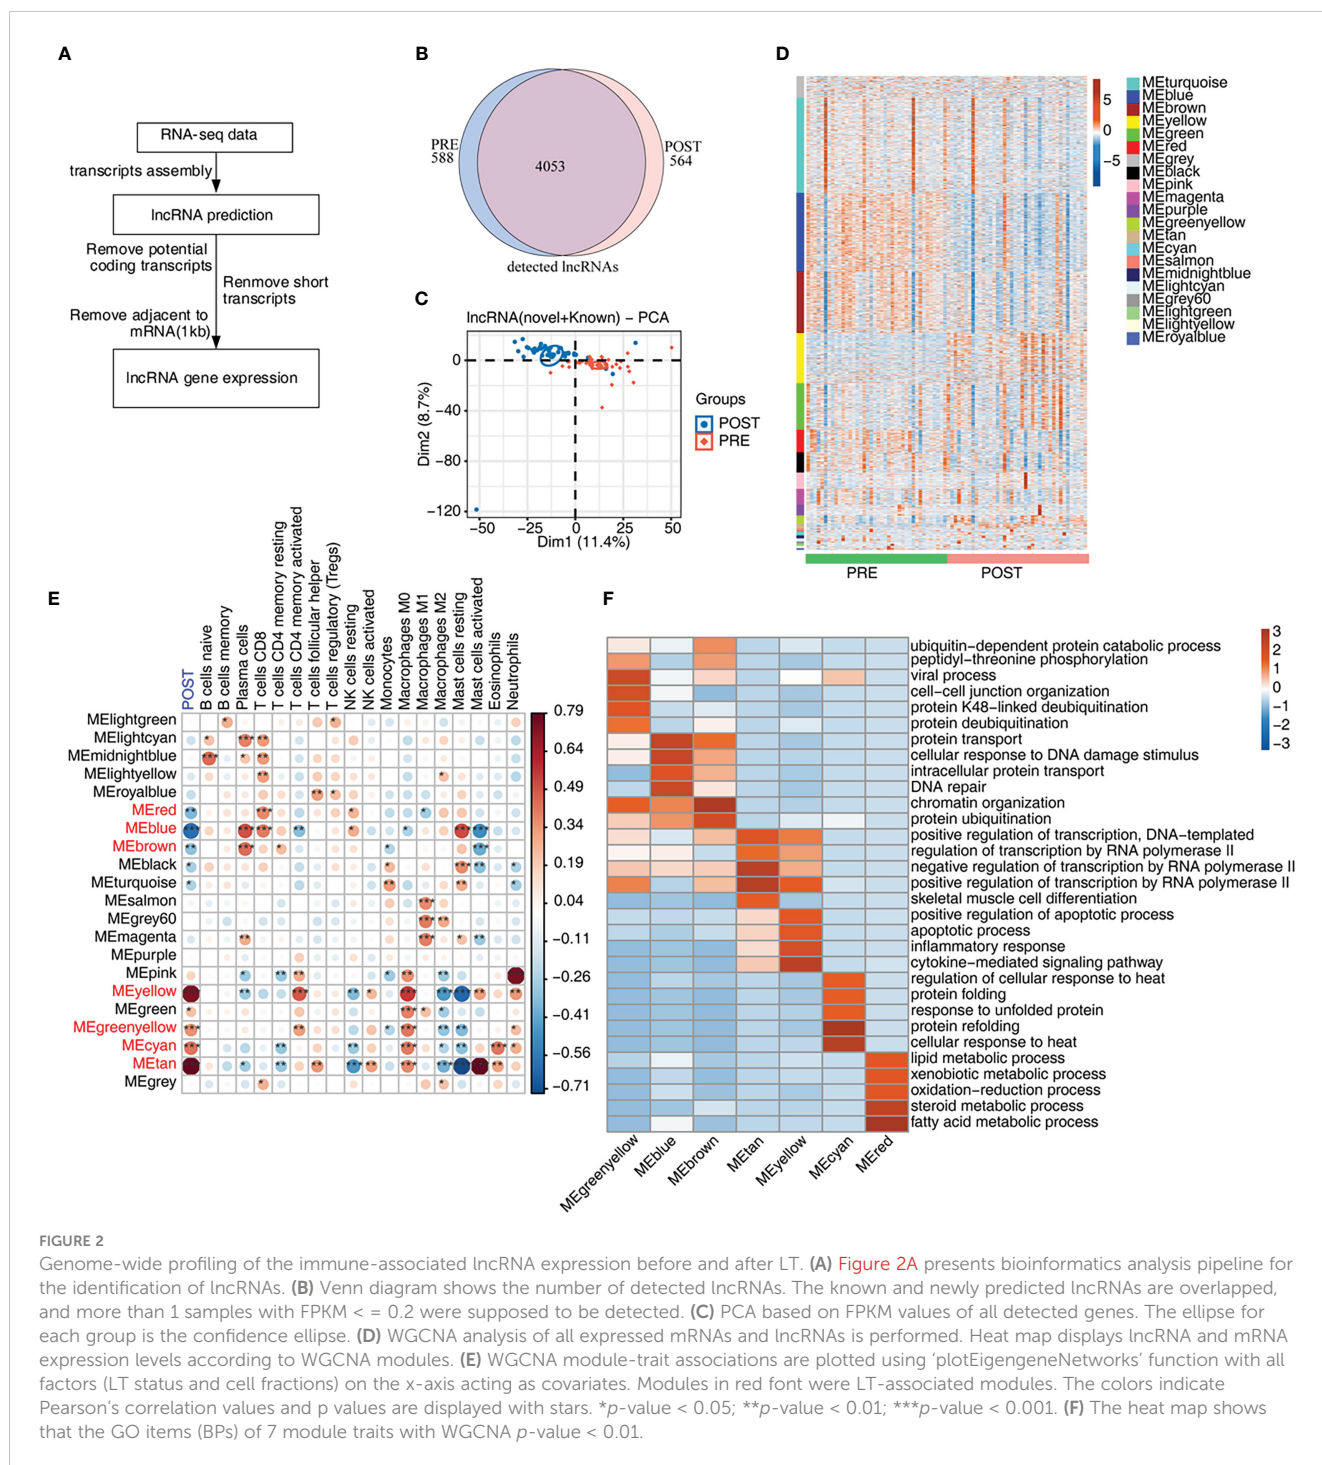 A
RNA-seq data
transcripts assembly
lncRNA prediction
Remove potential
coding transcripts
Renmove short
transcripts
Remove adjacent to
mRNA(1kb)
lncRNA gene expression
B
PRE
588
4053
POST
564
detected lncRNAs
C
lncRNA(novel+Known) − PCA
0
−40
−80
−120
Dim2 (8.7%)
−50
−25
0
25
50
Dim1 (11.4%)
Groups
POST
PRE
D
5
0
−5
MEturquoise
MEblue
MEbrown
MEyellow
MEgreen
MEred
MEgrey
MEblack
MEpink
MEmagenta
MEpurple
MEgreenyellow
MEtan
MEcyan
MEsalmon
MEmidnightblue
MElightcyan
MEgrey60
MElightgreen
MElightyellow
MEroyalblue
PRE
POST
E
POST
B cells naive
B cells memory
Plasma cells
T cells CD8
T cells CD4 memory resting
T cells CD4 memory activated
T cells follicular helper
T cells regulatory (Tregs)
NK cells resting
NK cells activated
Monocytes
Macrophages M0
Macrophages M1
Macrophages M2
Mast cells resting
Mast cells activated
Eosinophils
Neutrophils
MElightgreen
MElightcyan
MEmidnightblue
MElightyellow
MEroyalblue
MEred
MEblue
MEbrown
MEblack
MEturquoise
MEsalmon
MEgrey60
MEmagenta
MEpurple
MEpink
MEyellow
MEgreen
MEgreenyellow
MEcyan
MEtan
MEgrey
0.79
0.64
0.49
0.34
0.19
0.04
−0.11
−0.26
−0.41
−0.56
−0.71
F
ubiquitin−dependent protein catabolic process
peptidyl−threonine phosphorylation
viral process
cell−cell junction organization
protein K48−linked deubiquitination
protein deubiquitination
protein transport
cellular response to DNA damage stimulus
intracellular protein transport
DNA repair
chromatin organization
protein ubiquitination
positive regulation of transcription, DNA−templated
regulation of transcription by RNA polymerase II
negative regulation of transcription by RNA polymerase II
positive regulation of transcription by RNA polymerase II
skeletal muscle cell differentiation
positive regulation of apoptotic process
apoptotic process
inflammatory response
cytokine−mediated signaling pathway
regulation of cellular response to heat
protein folding
response to unfolded protein
protein refolding
cellular response to heat
lipid metabolic process
xenobiotic metabolic process
oxidation−reduction process
steroid metabolic process
fatty acid metabolic process
MEgreenyellow
MEblue
MEbrown
MEtan
MEyellow
MEcyan
MEred
3
2
1
0
−1
−2
−3
FIGURE 2
Genome-wide profiling of the immune-associated lncRNA expression before and after LT. (A) Figure 2A presents bioinformatics analysis pipeline for
the identification of lncRNAs. (B) Venn diagram shows the number of detected lncRNAs. The known and newly predicted lncRNAs are overlapped,
and more than 1 samples with FPKM < = 0.2 were supposed to be detected. (C) PCA based on FPKM values of all detected genes. The ellipse for
each group is the confidence ellipse. (D) WGCNA analysis of all expressed mRNAs and lncRNAs is performed. Heat map displays lncRNA and mRNA
expression levels according to WGCNA modules. (E) WGCNA module-trait associations are plotted using ‘plotEigengeneNetworks’ function with all
factors (LT status and cell fractions) on the x-axis acting as covariates. Modules in red font were LT-associated modules. The colors indicate
Pearson’s correlation values and p values are displayed with stars. *p-value < 0.05; **p-value < 0.01; ***p-value < 0.001. (F) The heat map shows
that the GO items (BPs) of 7 module traits with WGCNA p-value < 0.01.